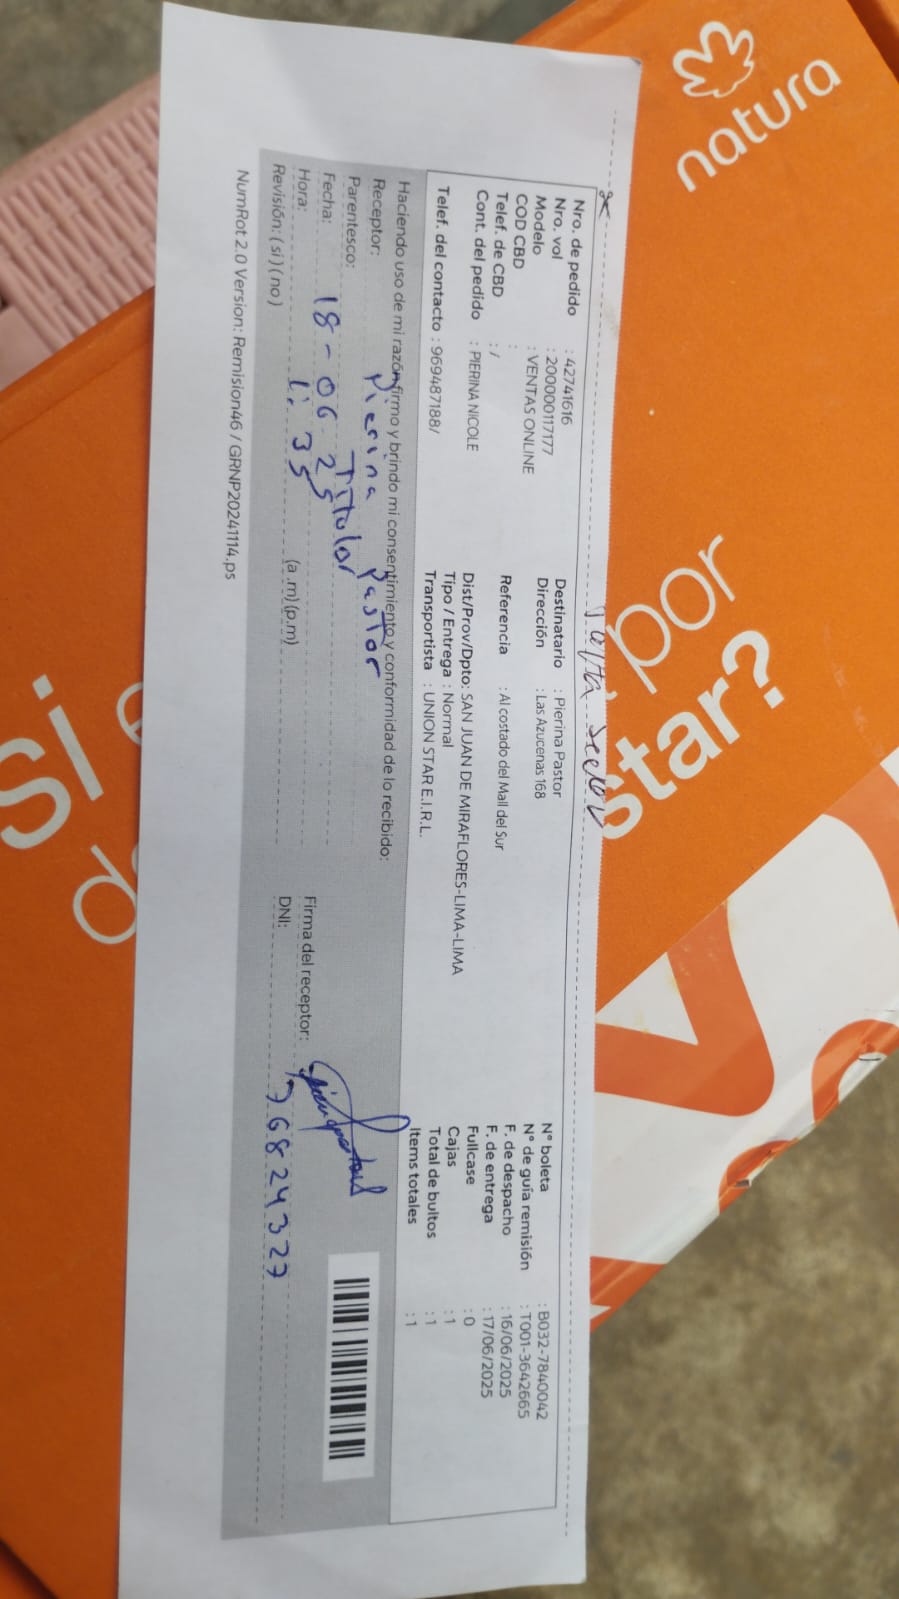 natura
por
star?
si e
d
Punta Sector
Nro. de pedido : 42741616
Nro. vol : 200000117177
Modelo : VENTAS ONLINE
COD CBD :
Telef. de CBD : /
Cont. del pedido : PIERINA NICOLE
Telef. del contacto : 969487188/
Destinatario : Pierina Pastor
Dirección : Las Azucenas 168
Referencia : Al costado del Mall del Sur
Dist/Prov/Dpto: SAN JUAN DE MIRAFLORES-LIMA-LIMA
Tipo / Entrega : Normal
Transportista : UNION STAR E.I.R.L.
N° boleta : B032-7840042
N° de guía remisión : T001-3642665
F. de despacho : 16/06/2025
F. de entrega : 17/06/2025
Fullcase : 0
Cajas : 1
Total de bultos : 1
Items totales : 1
Haciendo uso de mi razón firmo y brindo mi consentimiento y conformidad de lo recibido:
Receptor: Pierina Pastor
Parentesco: Titular
Fecha: 18-06 25
Hora: 11:35 (a.m)(p.m)
Revisión: (si)(no)
Firma del receptor:
DNI: 76824327
NumRot 2.0 Version: Remision46 / GRNP20241114.ps